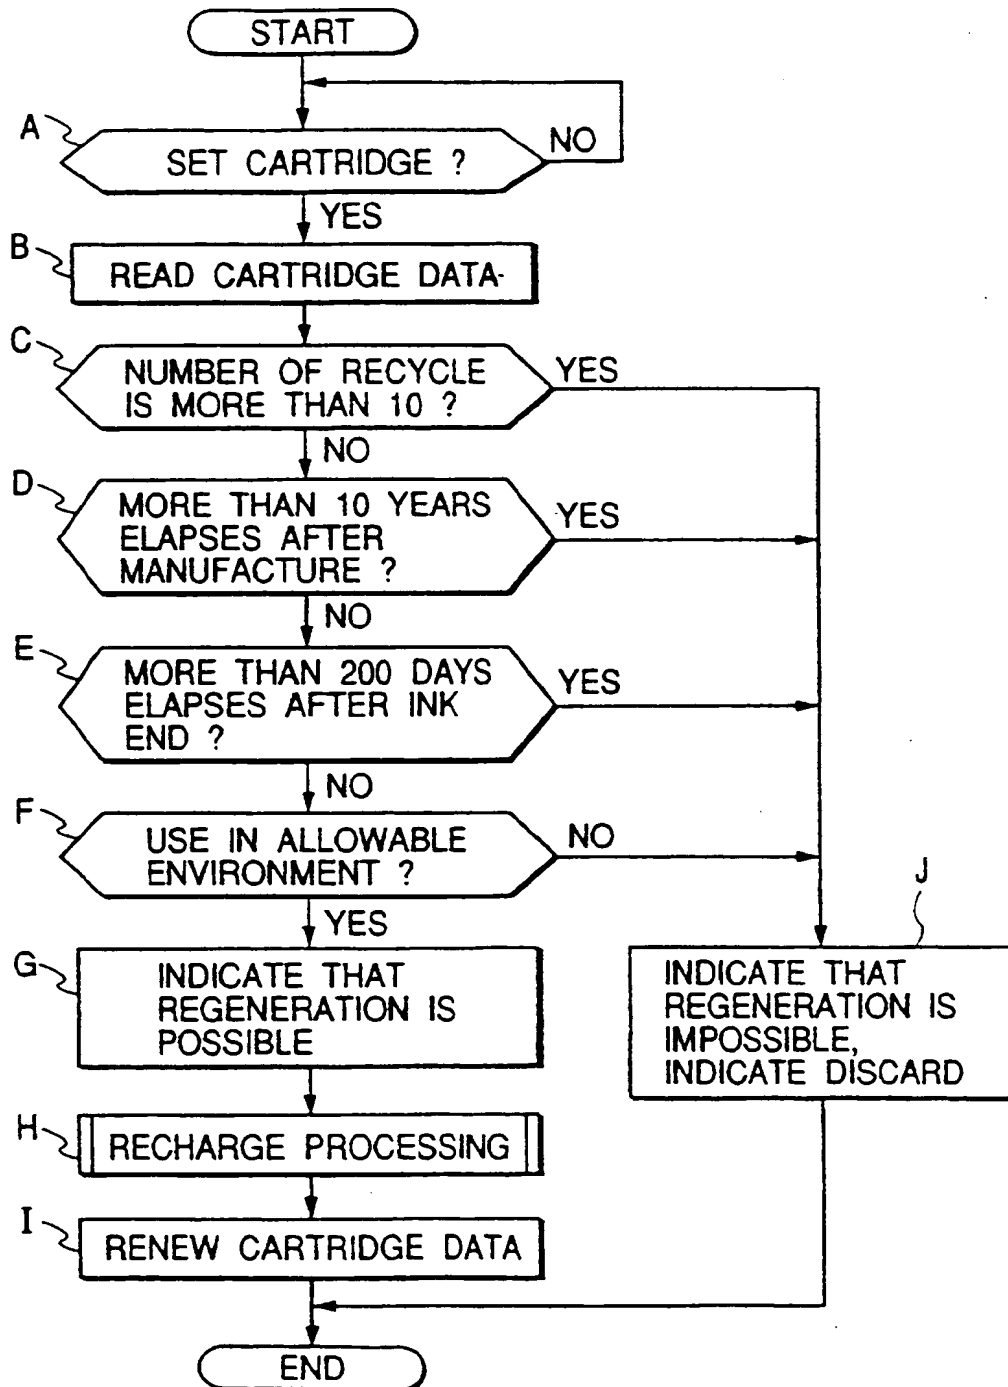 START
A
SET CARTRIDGE ?
NO
YES
B
READ CARTRIDGE DATA
C
NUMBER OF RECYCLE
IS MORE THAN 10 ?
YES
NO
D
MORE THAN 10 YEARS
ELAPSES AFTER
MANUFACTURE ?
YES
NO
E
MORE THAN 200 DAYS
ELAPSES AFTER INK
END ?
YES
NO
F
USE IN ALLOWABLE
ENVIRONMENT ?
NO
YES
G
INDICATE THAT
REGENERATION IS
POSSIBLE
J
INDICATE THAT
REGENERATION IS
IMPOSSIBLE,
INDICATE DISCARD
H
RECHARGE PROCESSING
I
RENEW CARTRIDGE DATA
END